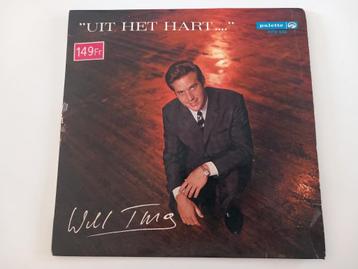 "UIT HET HART...."
palette
149Fr
Will Tura